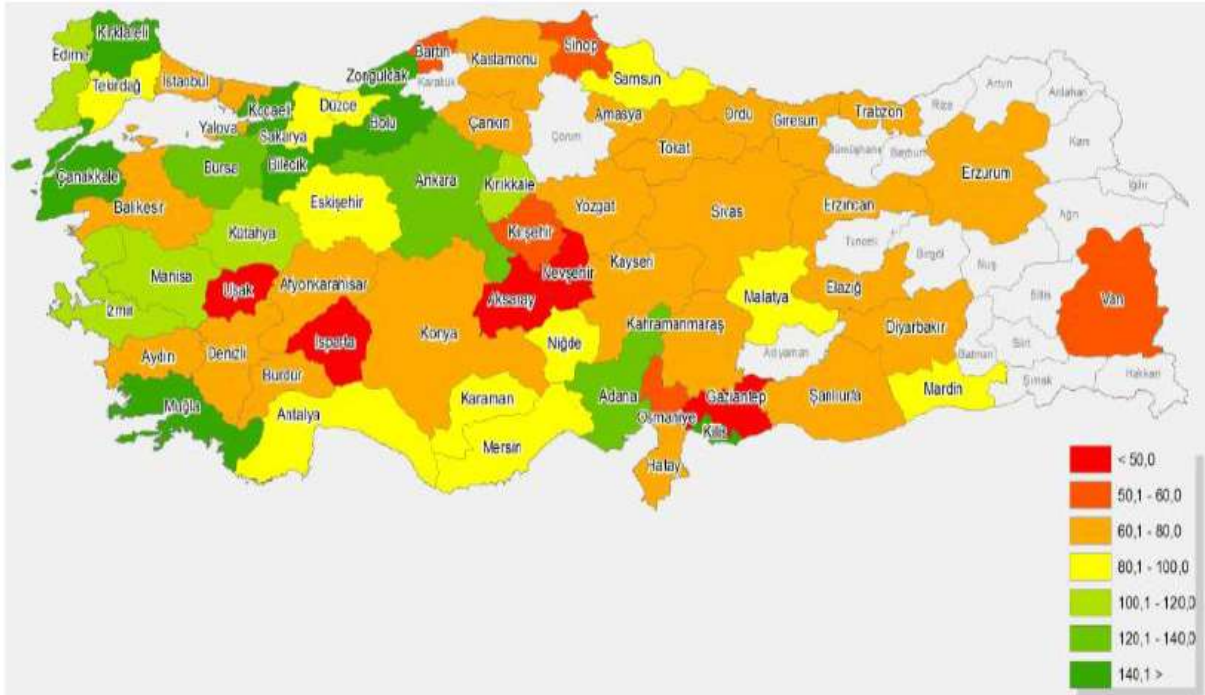 Kırklareli
Edirne
Tekirdağ
İstanbul
Zonguldak
Bartın
Karabük
Kastamonu
Sinop
Samsun
Kocaeli
Yalova
Sakarya
Düzce
Bolu
Çankırı
Çorum
Amasya
Ordu
Giresun
Trabzon
Rize
Artvin
Ardahan
Kars
Çanakkale
Bursa
Bilecik
Balıkesir
Eskişehir
Ankara
Kırıkkale
Tokat
Gümüşhane
Bayburt
Erzurum
Iğdır
Kütahya
Kırşehir
Yozgat
Sivas
Erzincan
Ağrı
Manisa
Uşak
Afyonkarahisar
Nevşehir
Kayseri
Tunceli
Bingöl
Muş
İzmir
Aksaray
Malatya
Elazığ
Bitlis
Van
Aydın
Denizli
Isparta
Konya
Niğde
Kahramanmaraş
Adıyaman
Diyarbakır
Batman
Siirt
Şırnak
Hakkari
Burdur
Muğla
Antalya
Karaman
Mersin
Adana
Osmaniye
Gaziantep
Kilis
Şanlıurfa
Mardin
Hatay
< 50,0
50,1 - 60,0
60,1 - 80,0
80,1 - 100,0
100,1 - 120,0
120,1 - 140,0
140,1 >